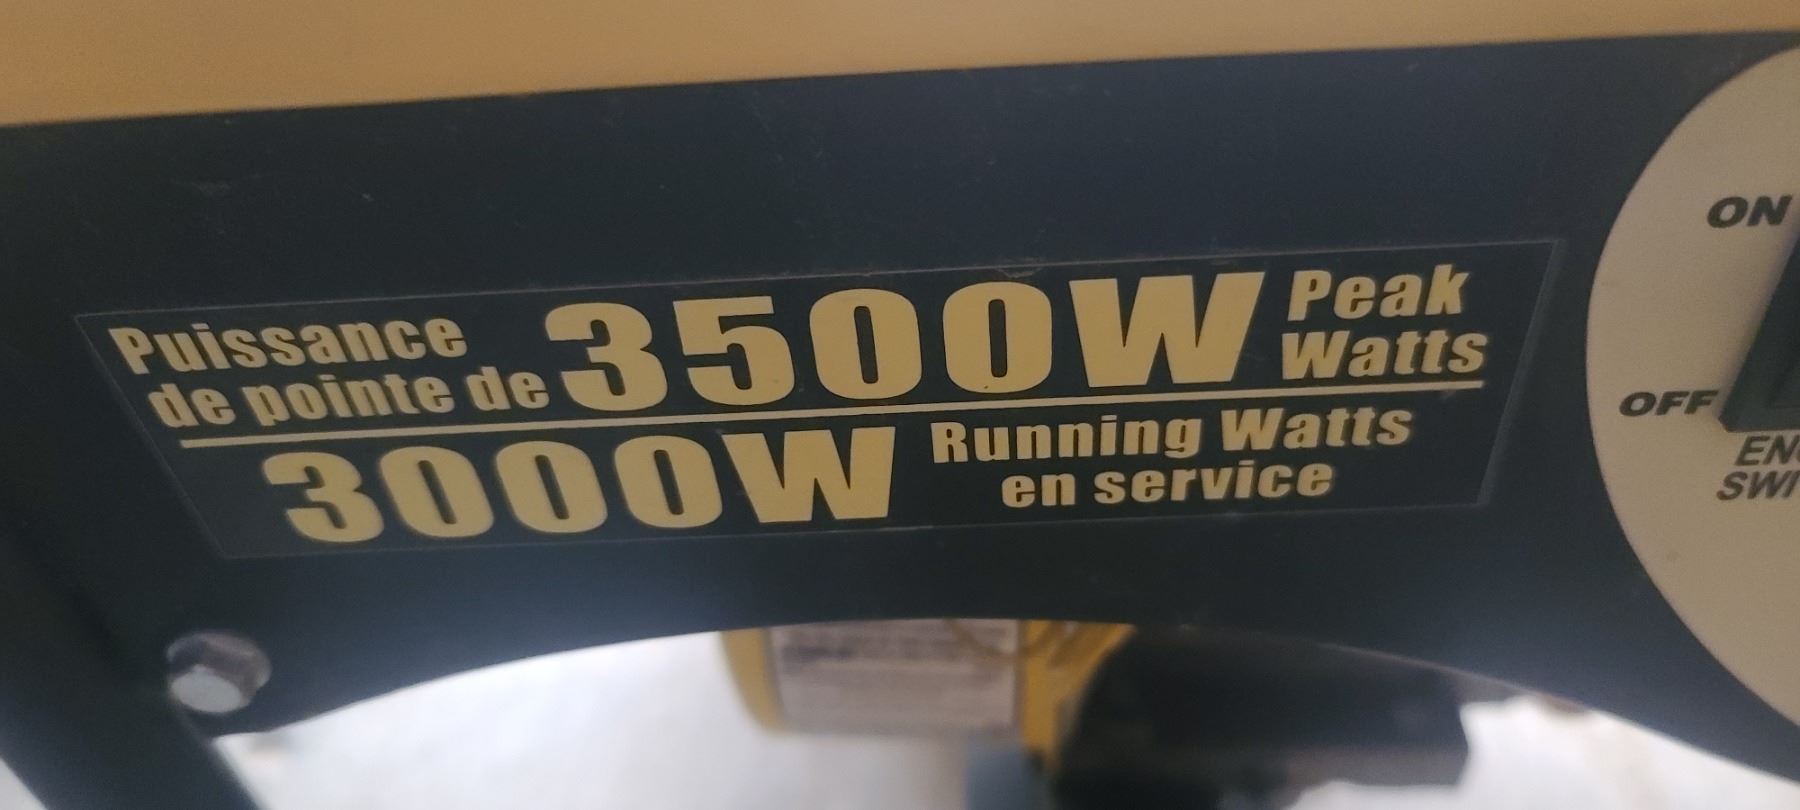 Puissance
de pointe de 3500W Peak
Watts
3000W Running Watts
en service
ON
OFF